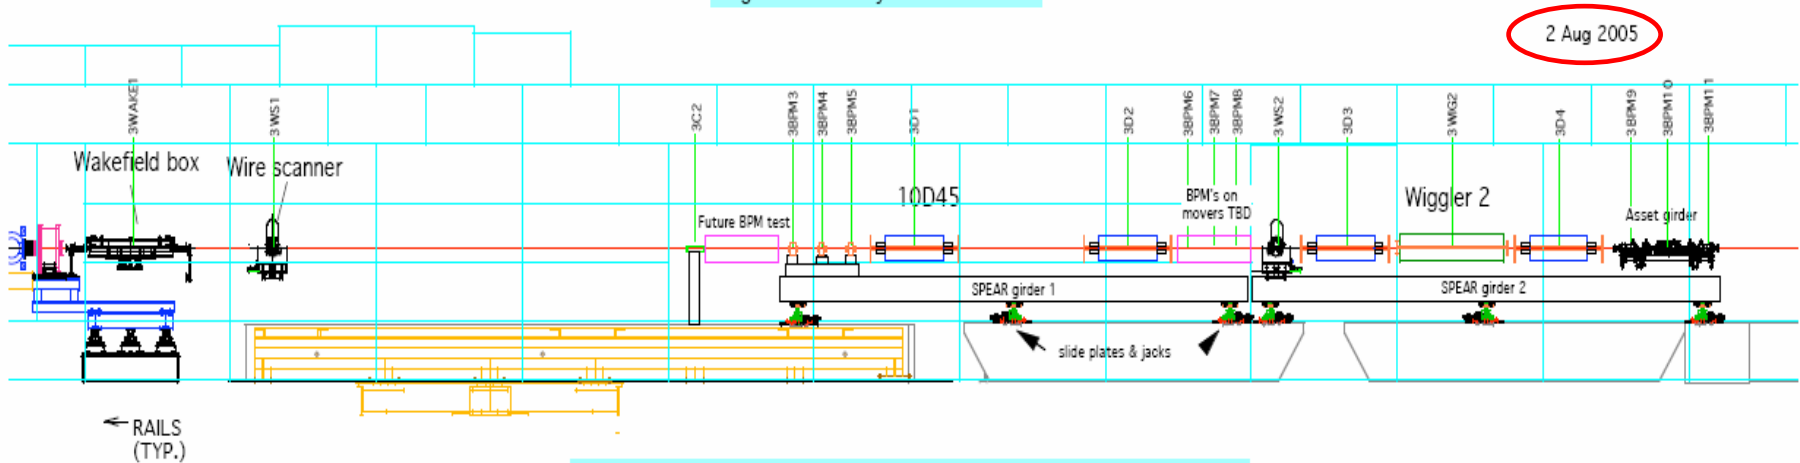 2 Aug 2005
3WAKE1
3WS1
3C2
3BPM3
3BPM4
3BPM5
3D1
3D2
3BPM6
3BPM7
3BPM8
3WS2
3D3
3WIG2
3D4
3BPM9
3BPM10
3BPM11
Wakefield box
Wire scanner
Future BPM test
10D45
BPM's on
movers TBD
Wiggler 2
Asset girder
SPEAR girder 1
SPEAR girder 2
slide plates & jacks
RAILS
(TYP.)